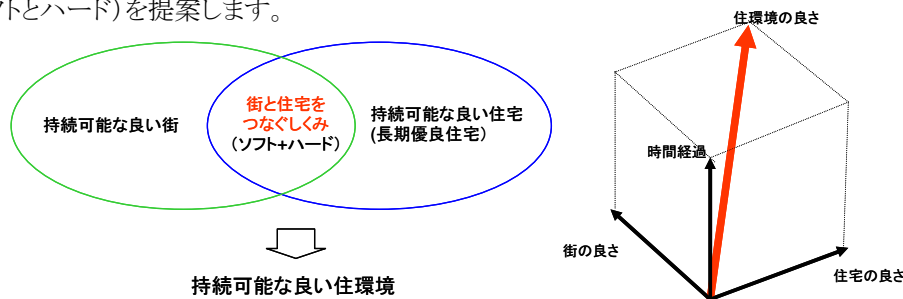 フトとハード)を提案します。
持続可能な良い街
街と住宅を
つなぐしくみ
(ソフト+ハード)
持続可能な良い住宅
(長期優良住宅)
持続可能な良い住環境
住環境の良さ
時間経過
街の良さ
住宅の良さ